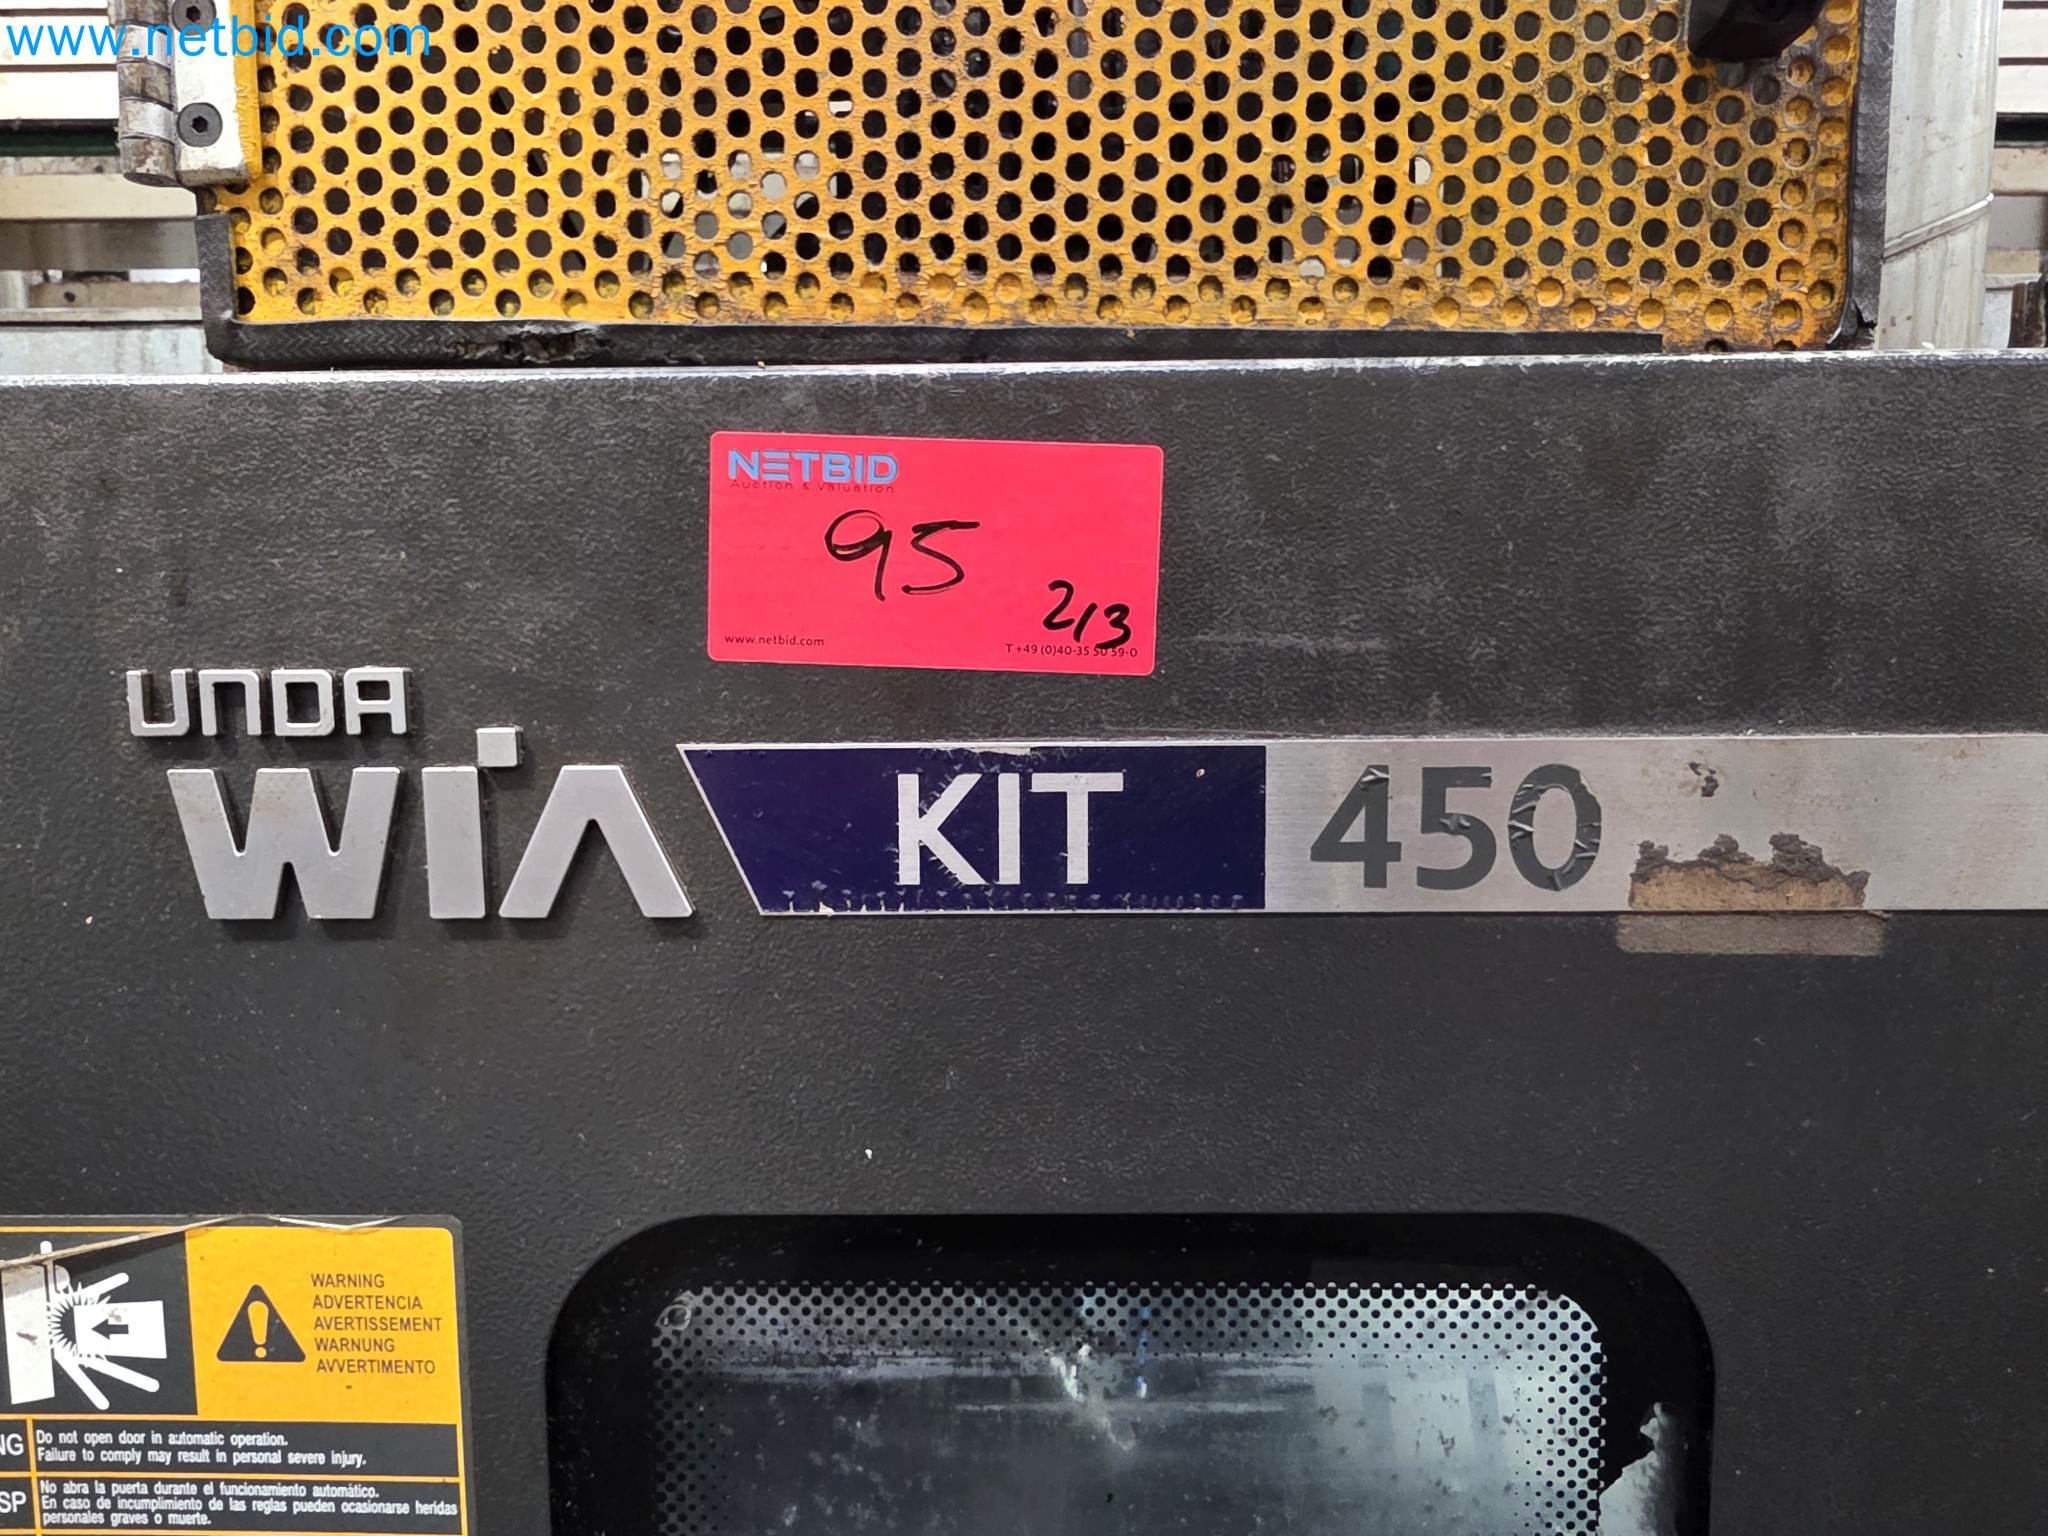 www.netbid.com
NETBID
Auction & Valuation
95
2/3
www.netbid.com
T +49 (0)40-35 50 59-0
UNDA
WIA
KIT 450
WARNING
ADVERTENCIA
AVERTISSEMENT
WARNUNG
AVVERTIMENTO
NG
Do not open door in automatic operation.
Failure to comply may result in personal severe injury.
SP
No abra la puerta durante el funcionamiento automático.
En caso de incumplimiento de las reglas pueden ocasionarse heridas
personales graves o muerte.